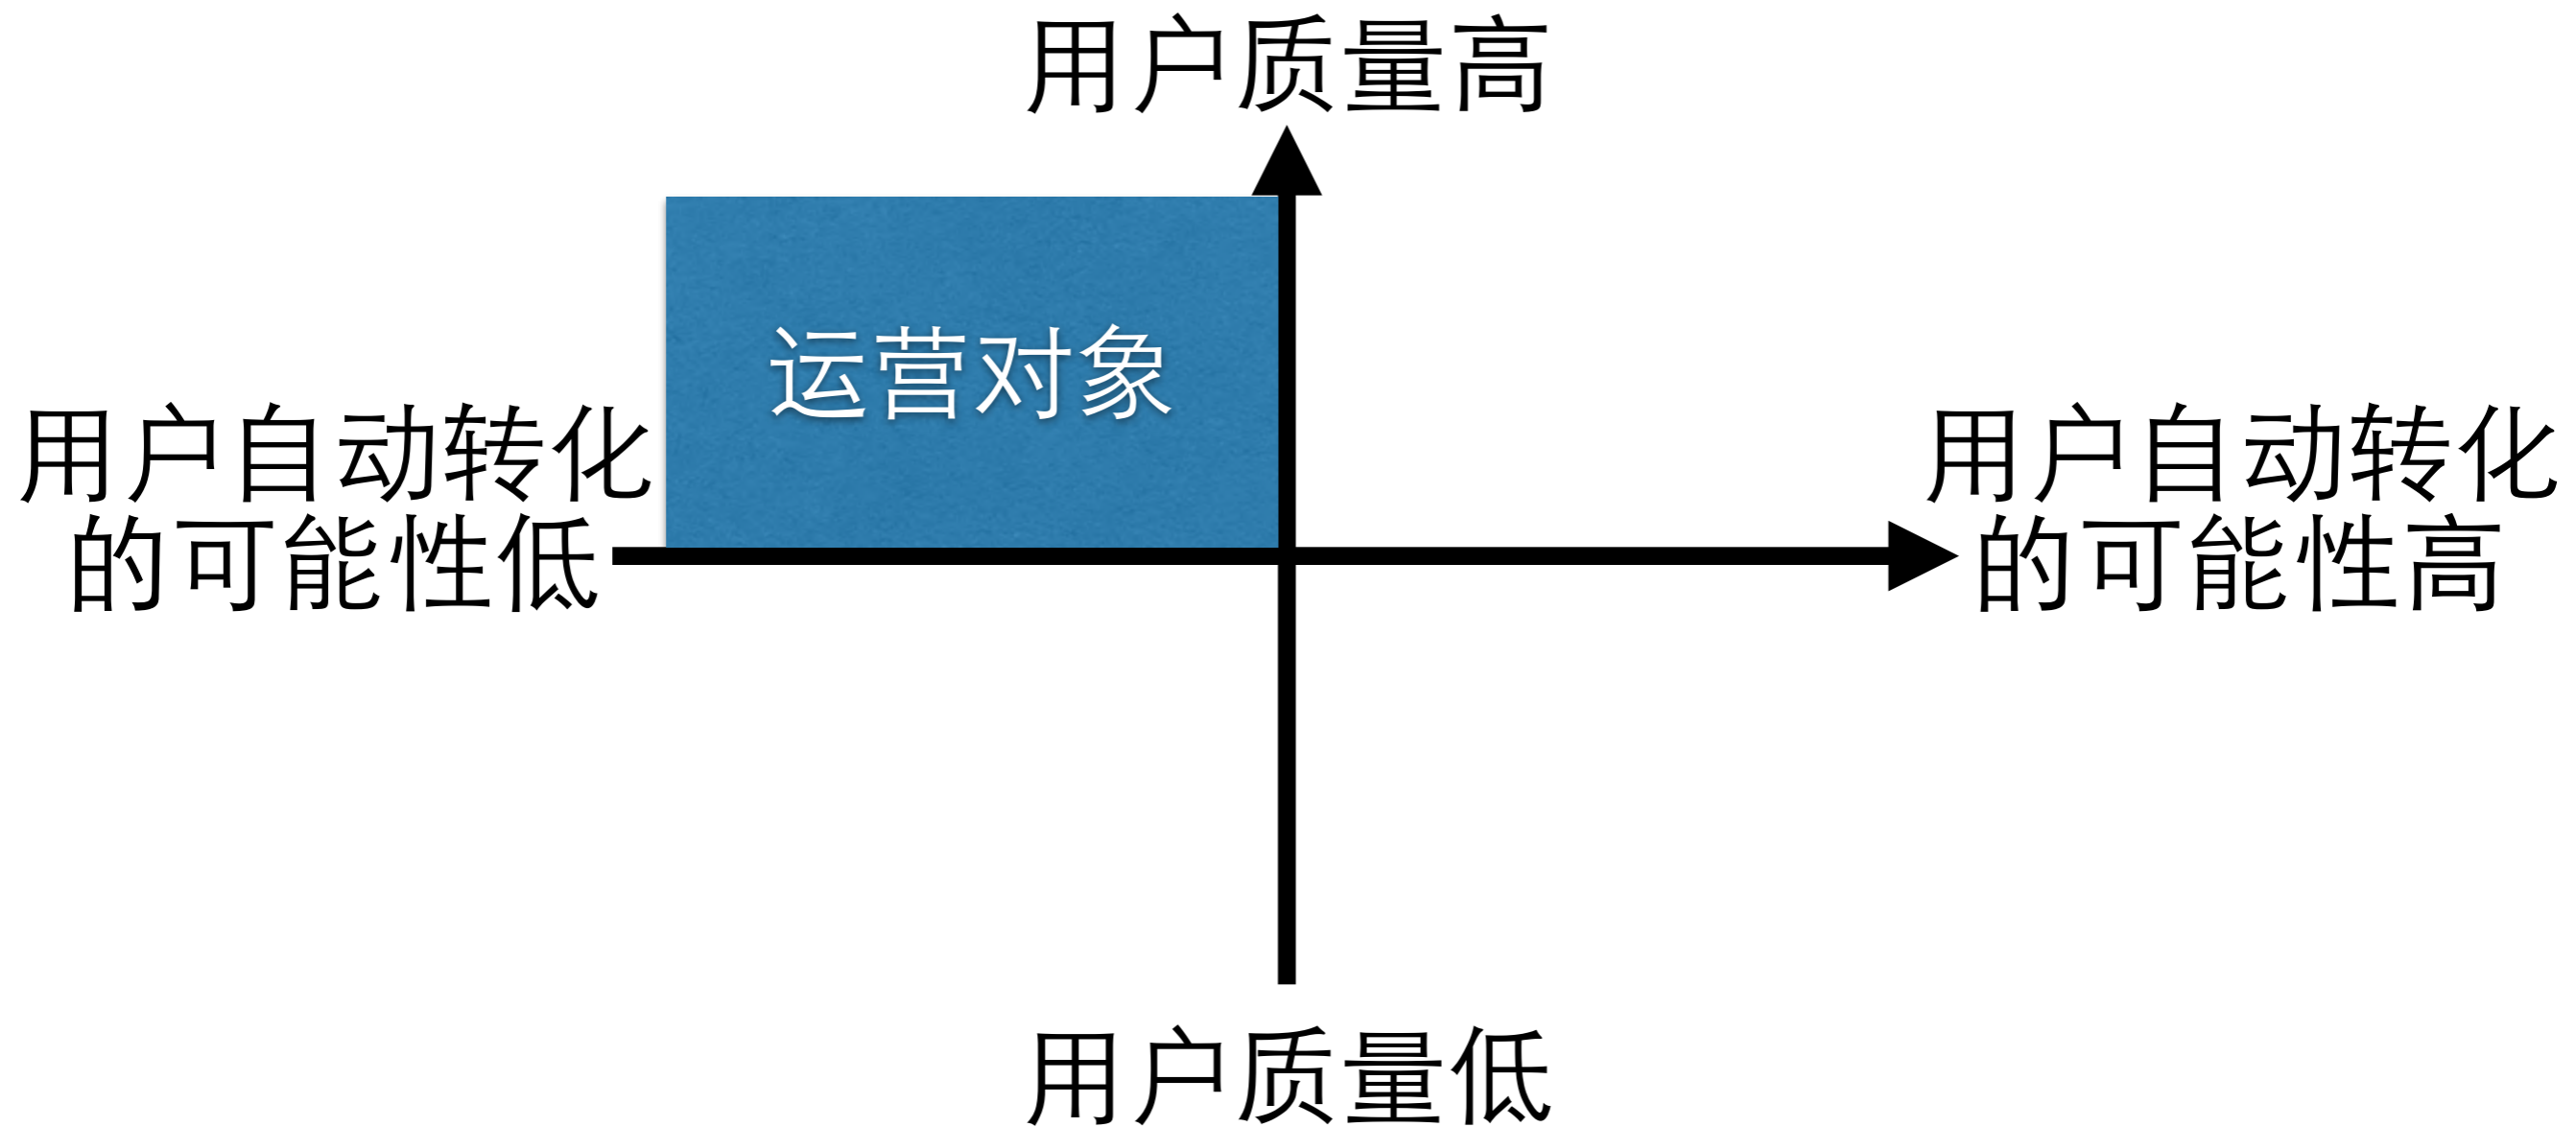 用户质量高
运营对象
用户自动转化
的可能性低
用户自动转化
的可能性高
用户质量低